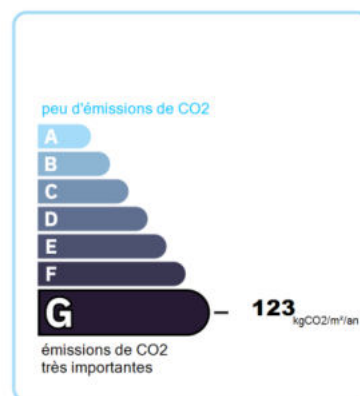 peu d'émissions de CO2
A
B
C
D
E
F
G – 123 kgCO2/m²/an
émissions de CO2
très importantes